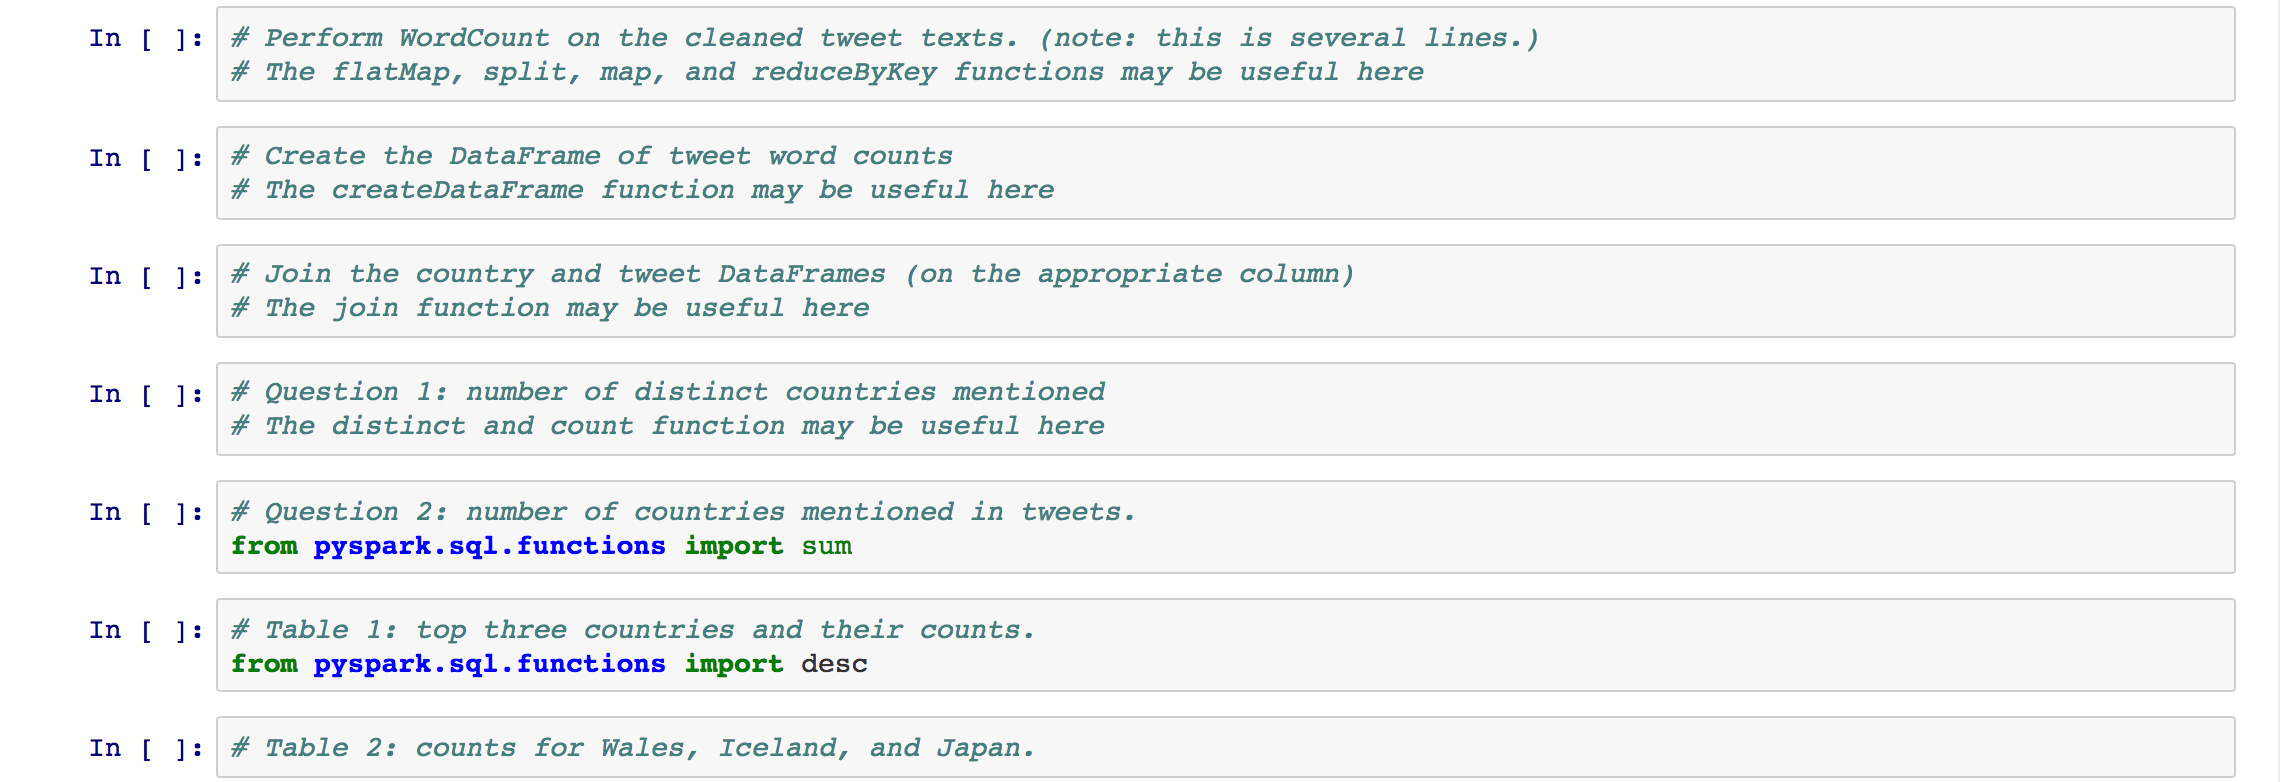 In [ ]: # Perform WordCount on the cleaned tweet texts. (note: this is several lines.)
# The flatMap, split, map, and reduceByKey functions may be useful here
In [ ]: # Create the DataFrame of tweet word counts
# The createDataFrame function may be useful here
In [ ]: # Join the country and tweet DataFrames (on the appropriate column)
# The join function may be useful here
In [ ]: # Question 1: number of distinct countries mentioned
# The distinct and count function may be useful here
In [ ]: # Question 2: number of countries mentioned in tweets.
from pyspark.sql.functions import sum
In [ ]: # Table 1: top three countries and their counts.
from pyspark.sql.functions import desc
In [ ]: # Table 2: counts for Wales, Iceland, and Japan.